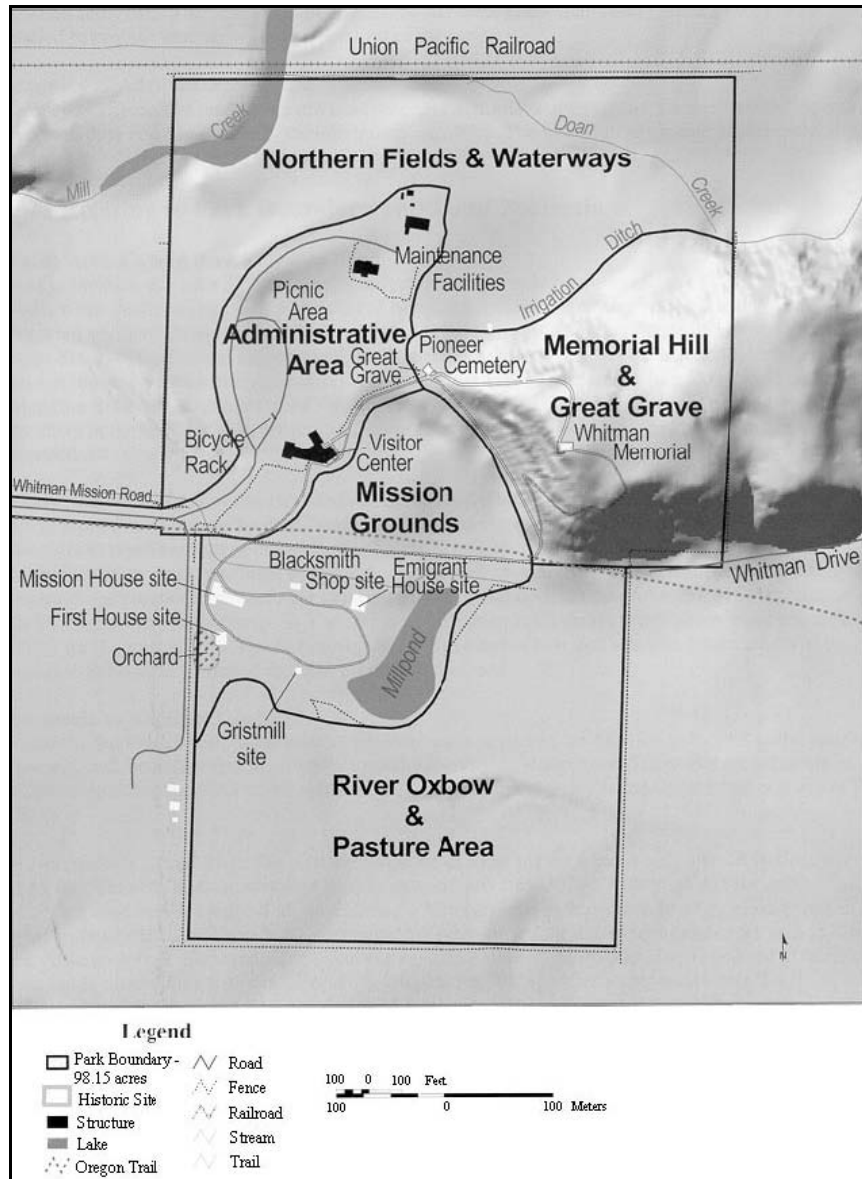 Union Pacific Railroad
Creek
Doan
Northern Fields & Waterways
Mill
Creek
Ditch
Maintenance
Facilities
Irrigation
Picnic
Area
Administrative
Area
Pioneer
Cemetery
Memorial Hill
&
Great Grave
Great
Grave
Bicycle
Rack
Visitor
Center
Whitman
Memorial
Whitman Mission Road
Mission
Grounds
Blacksmith
Shop site
Emigrant
House site
Whitman Drive
Mission House site
First House site
Orchard
Millpond
Gristmill
site
River Oxbow
&
Pasture Area
N
Legend
Park Boundary -
98.15 acres
Historic Site
Structure
Lake
Oregon Trail
Road
Fence
Railroad
Stream
Trail
100 0 100 Feet
100 0 100 Meters